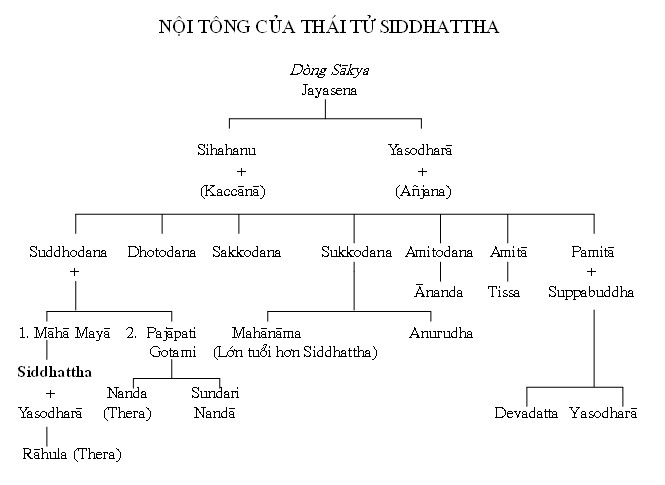 NỘI TÔNG CỦA THÁI TỬ SIDDHATTHA
Dòng Sākya
Jayasena
Sihahanu Yasodharā
+ +
(Kaccānā) (Añjana)
Suddhodana Dhotodana Sakkodana Sukkodana Amitodana Amitā Pamitā
+ +
Ānanda Tissa Suppabuddha
1. Māhā Mayā 2. Pajāpati Mahānāma Anurudha
Gotami (Lớn tuổi hơn Siddhattha)
Siddhattha
+ Nanda Sundari
Yasodharā (Thera) Nandā Devadatta Yasodharā
Rāhula (Thera)